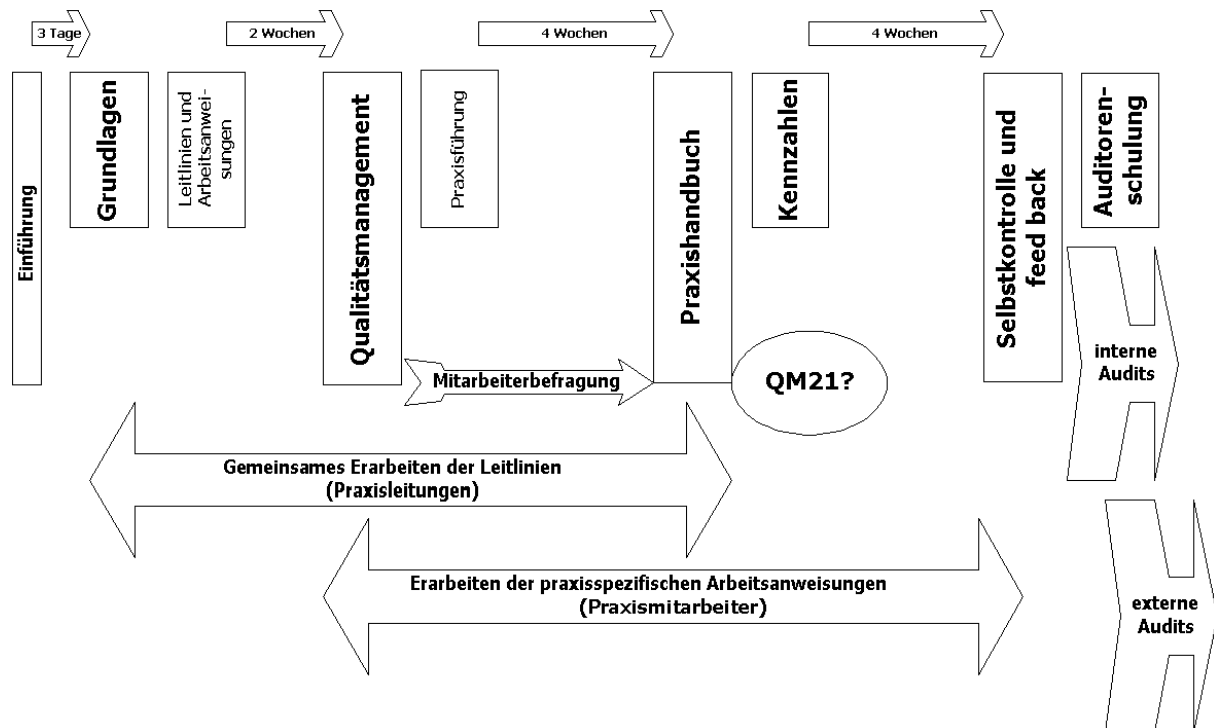 3 Tage
2 Wochen
4 Wochen
4 Wochen
Einführung
Grundlagen
Leitlinien und
Arbeitsanwei-
sungen
Qualitätsmanagement
Praxisführung
Praxishandbuch
Kennzahlen
Selbstkontrolle und
feed back
Auditoren-
schulung
Mitarbeiterbefragung
QM21?
interne
Audits
Gemeinsames Erarbeiten der Leitlinien
(Praxisleitungen)
Erarbeiten der praxisspezifischen Arbeitsanweisungen
(Praxismitarbeiter)
externe
Audits